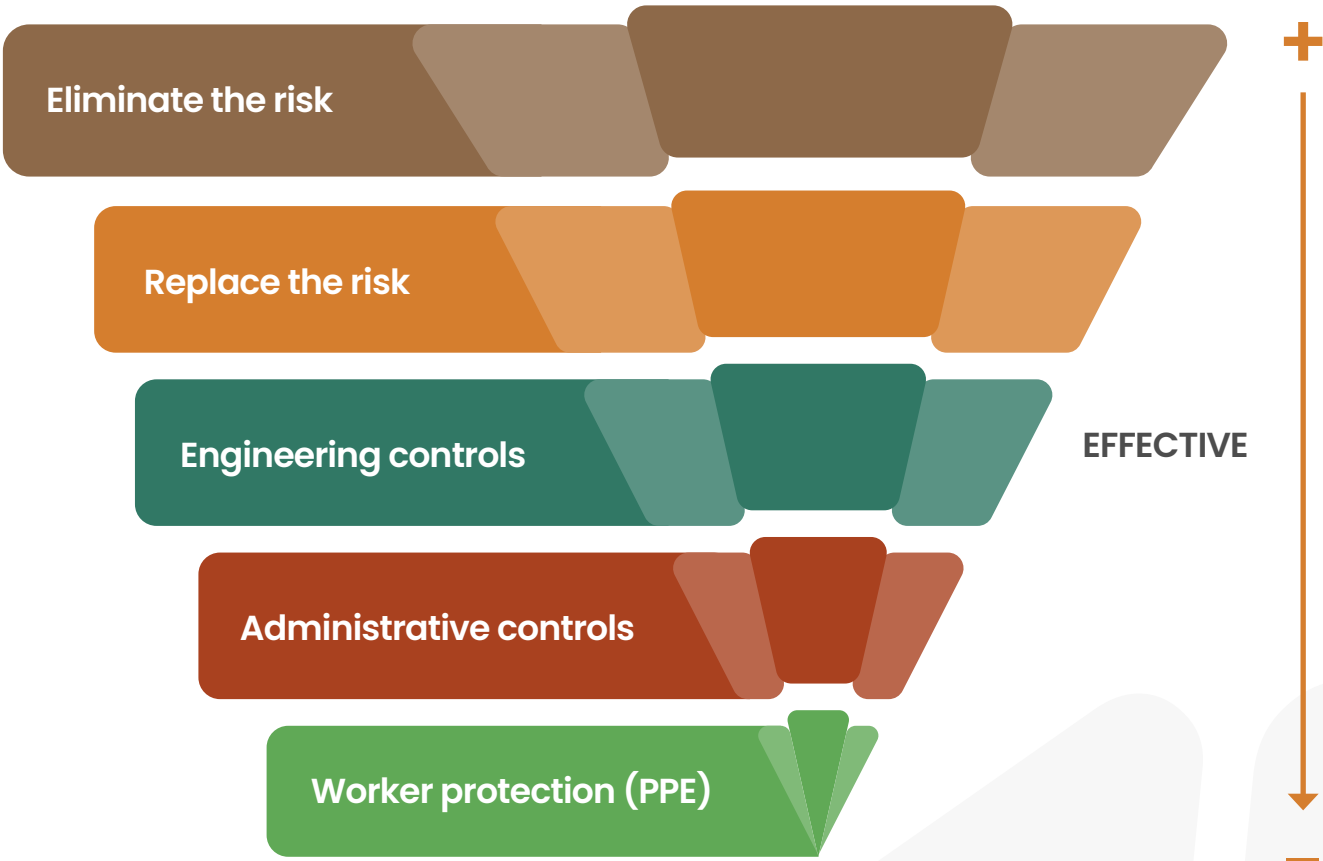 +
Eliminate the risk
Replace the risk
Engineering controls
EFFECTIVE
Administrative controls
Worker protection (PPE)
–